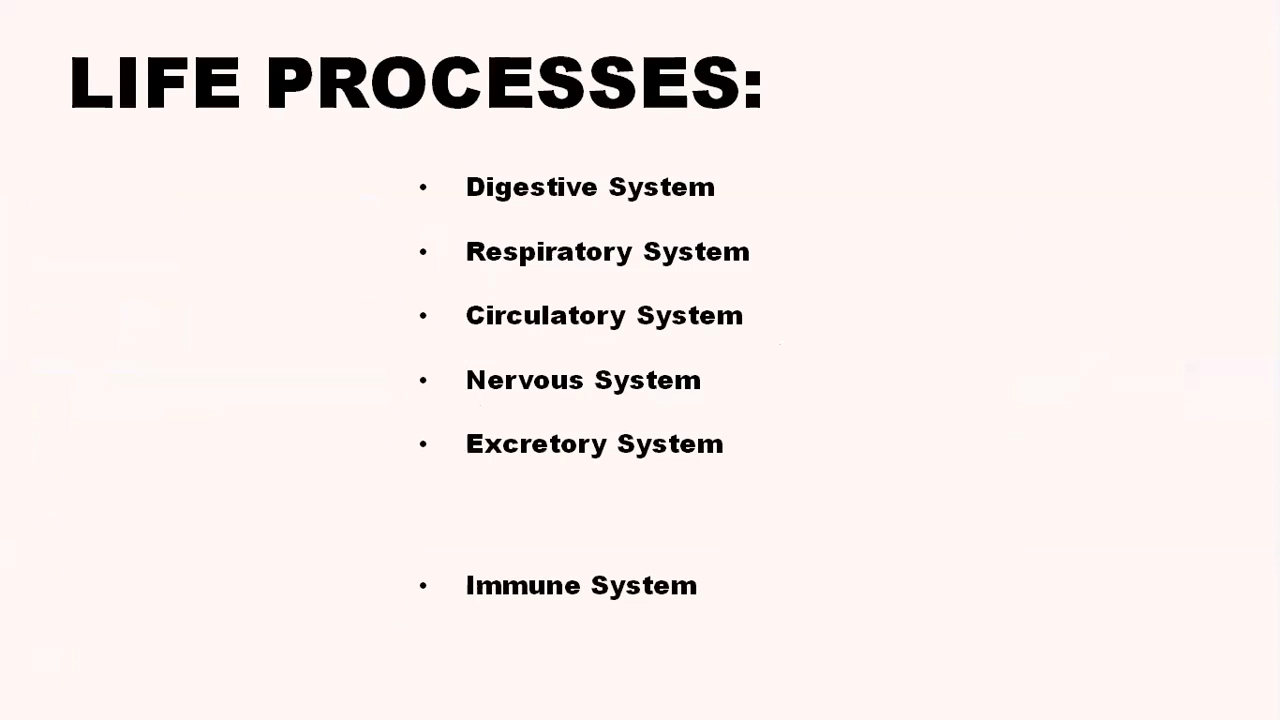 LIFE PROCESSES:
• Digestive System
• Respiratory System
• Circulatory System
• Nervous System
• Excretory System
• Immune System